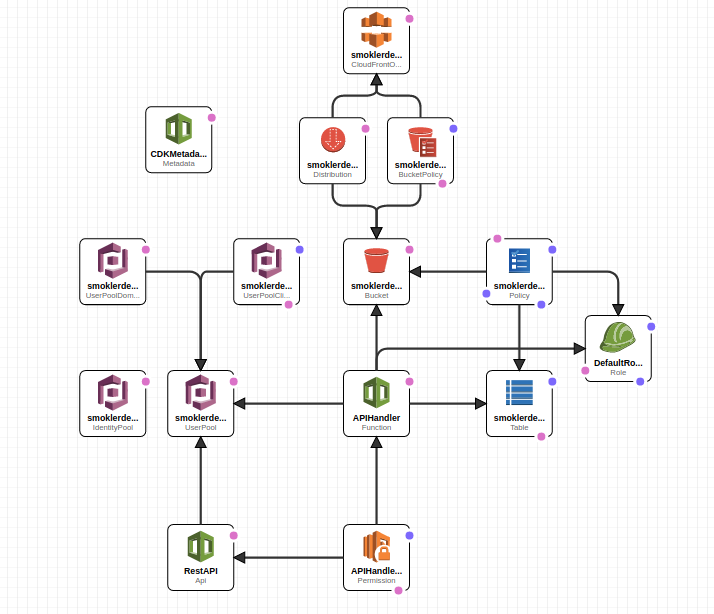 smoklerde...
CloudFrontO...
CDKMetada...
Metadata
smoklerde...
Distribution
smoklerde...
BucketPolicy
smoklerde...
UserPoolDom...
smoklerde...
UserPoolCli...
smoklerde...
Bucket
smoklerde...
Policy
DefaultRo...
Role
smoklerde...
IdentityPool
smoklerde...
UserPool
APIHandler
Function
smoklerde...
Table
RestAPI
Api
APIHandle...
Permission